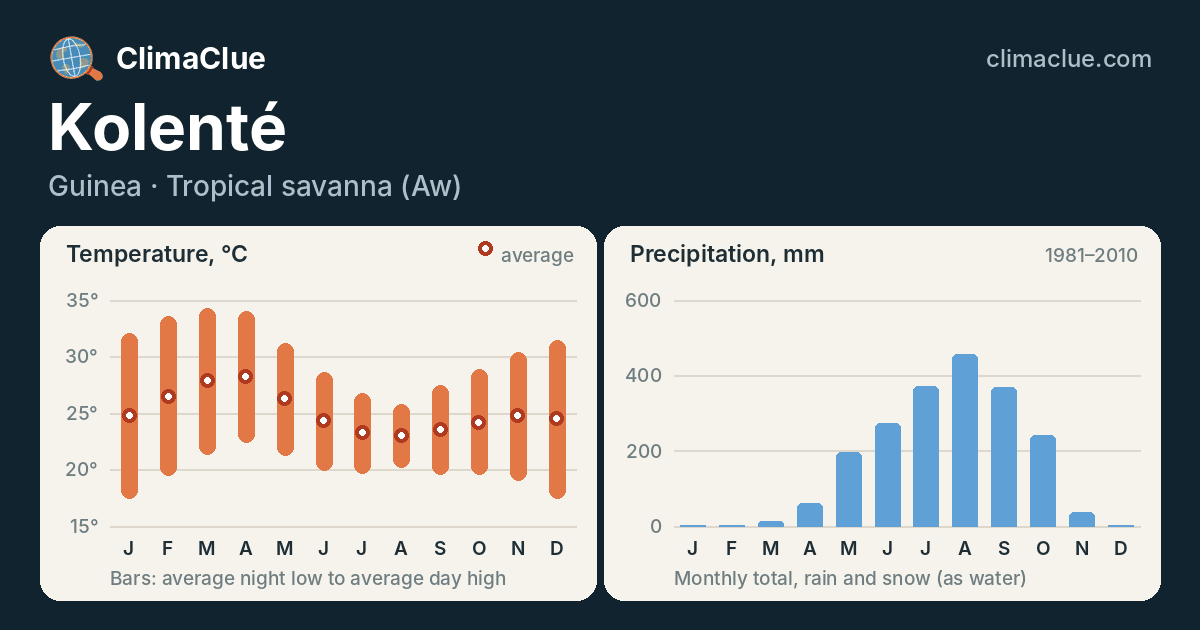 ClimaClue
climaclue.com
Kolenté
Guinea · Tropical savanna (Aw)
Temperature, °C
average
35°
30°
25°
20°
15°
J F M A M J J A S O N D
Bars: average night low to average day high
Precipitation, mm
1981–2010
600
400
200
0
J F M A M J J A S O N D
Monthly total, rain and snow (as water)